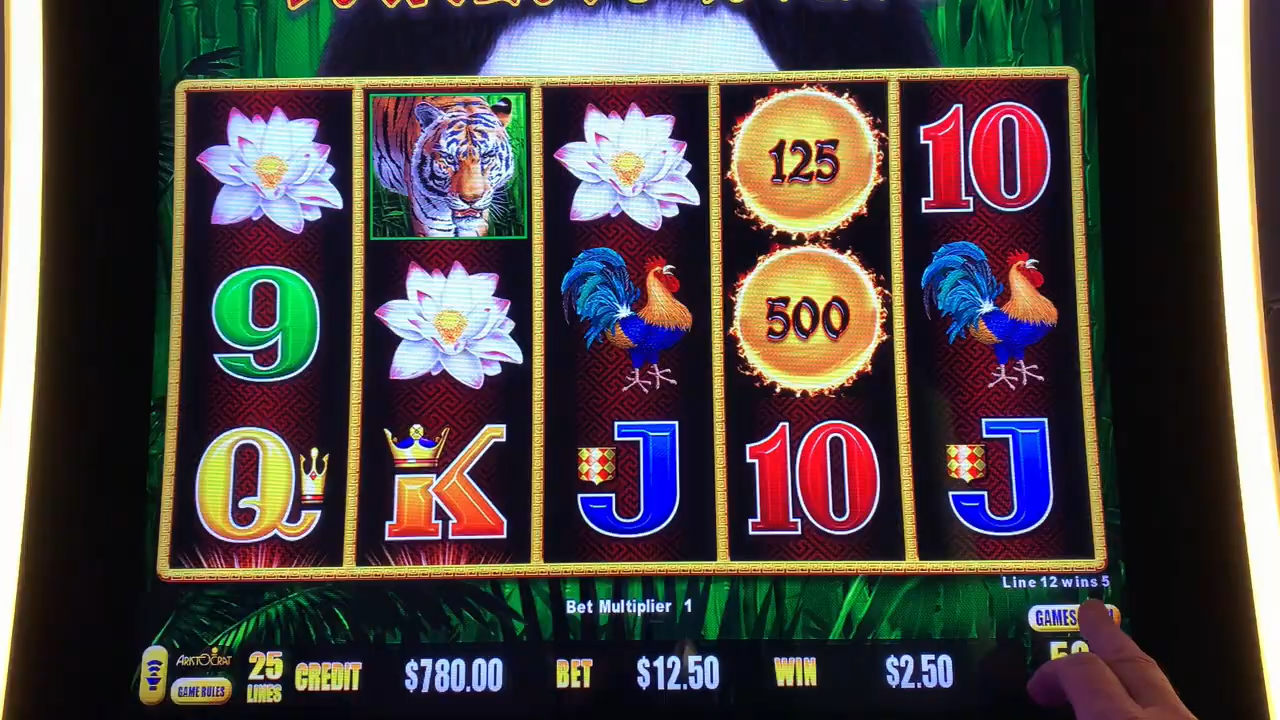 125
10
500
9
Q
K
J
10
J
Line 12 wins 5
Bet Multiplier 1
GAMES
ARISTOCRAT
GAME RULES
25
LINES
CREDIT
$780.00
BET
$12.50
WIN
$2.50